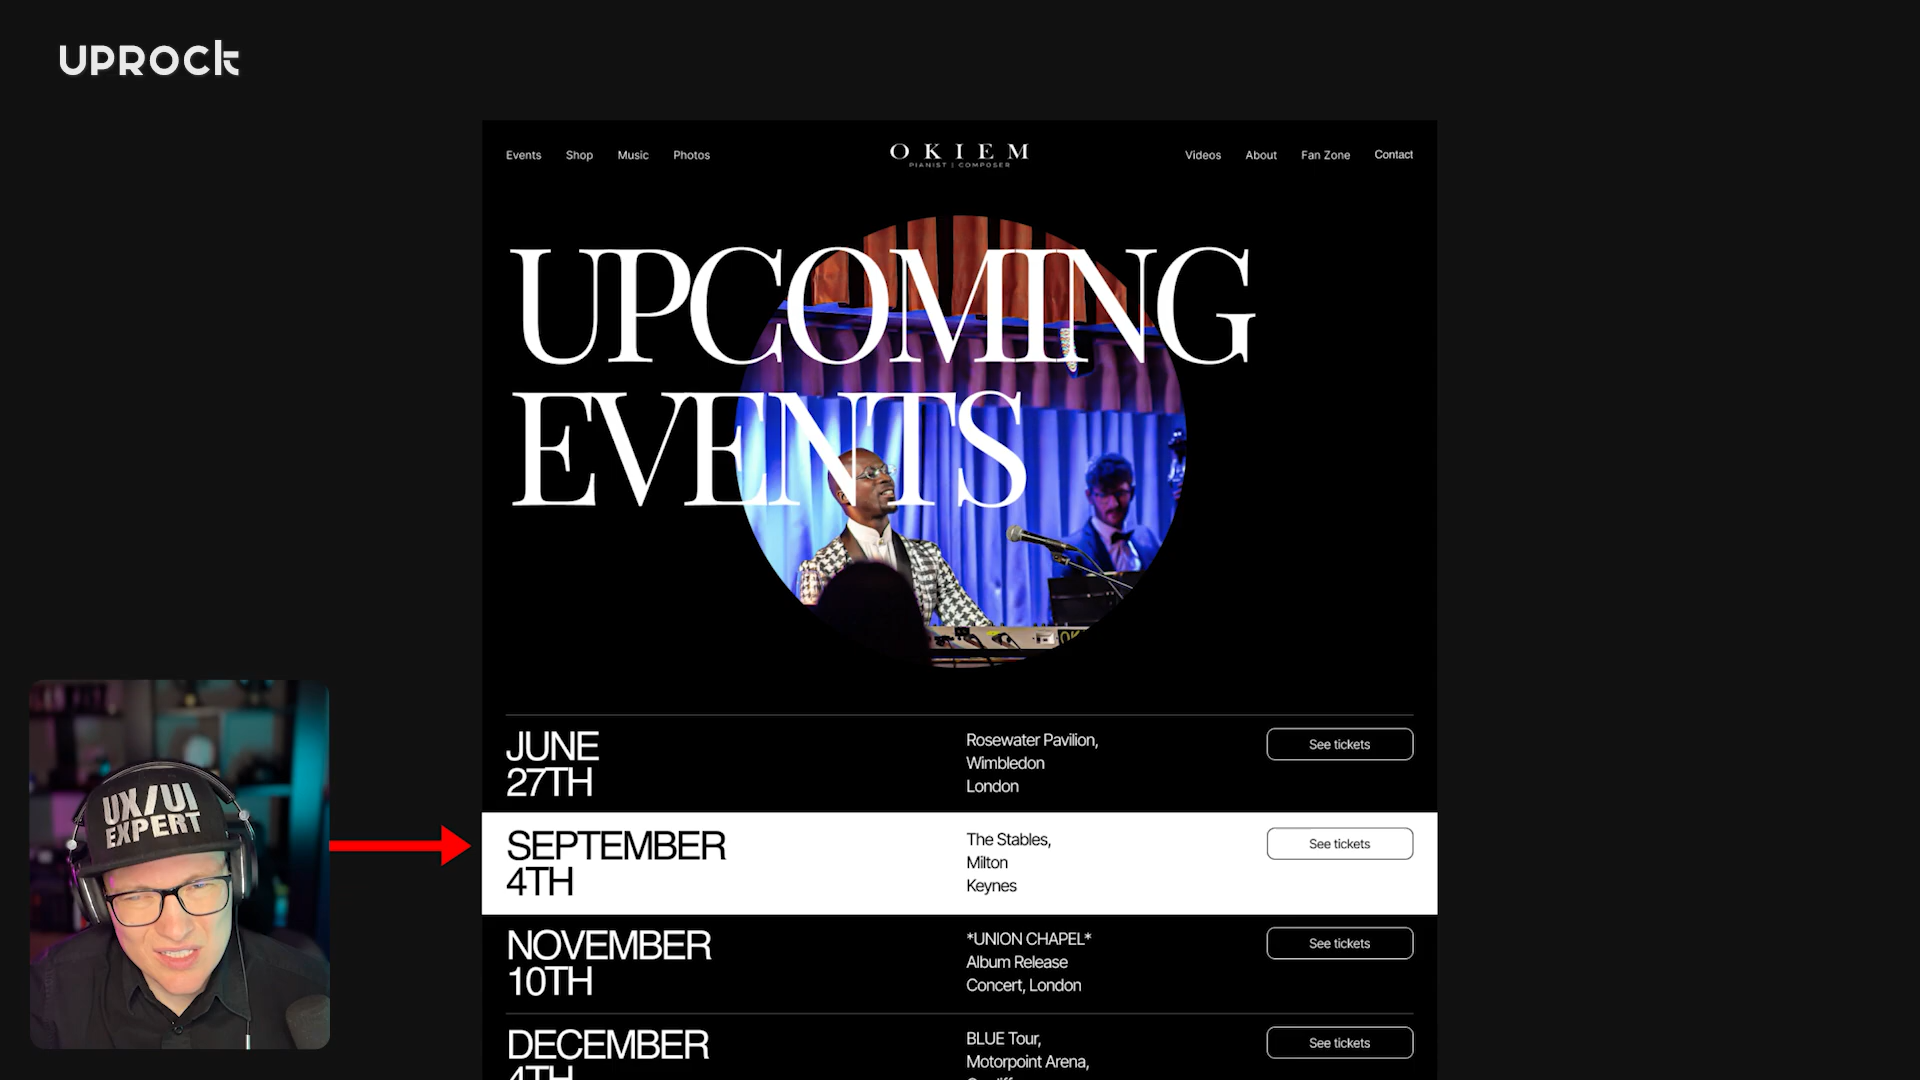 UPROCK
Events Shop Music Photos
OKIEM
PIANIST | COMPOSER
Videos About Fan Zone Contact
UPCOMING
EVENTS
JUNE
27TH
Rosewater Pavilion,
Wimbledon
London
See tickets
SEPTEMBER
4TH
The Stables,
Milton
Keynes
See tickets
NOVEMBER
10TH
*UNION CHAPEL*
Album Release
Concert, London
See tickets
DECEMBER
4TH
BLUE Tour,
Motorpoint Arena,
See tickets
UX/UI
EXPERT